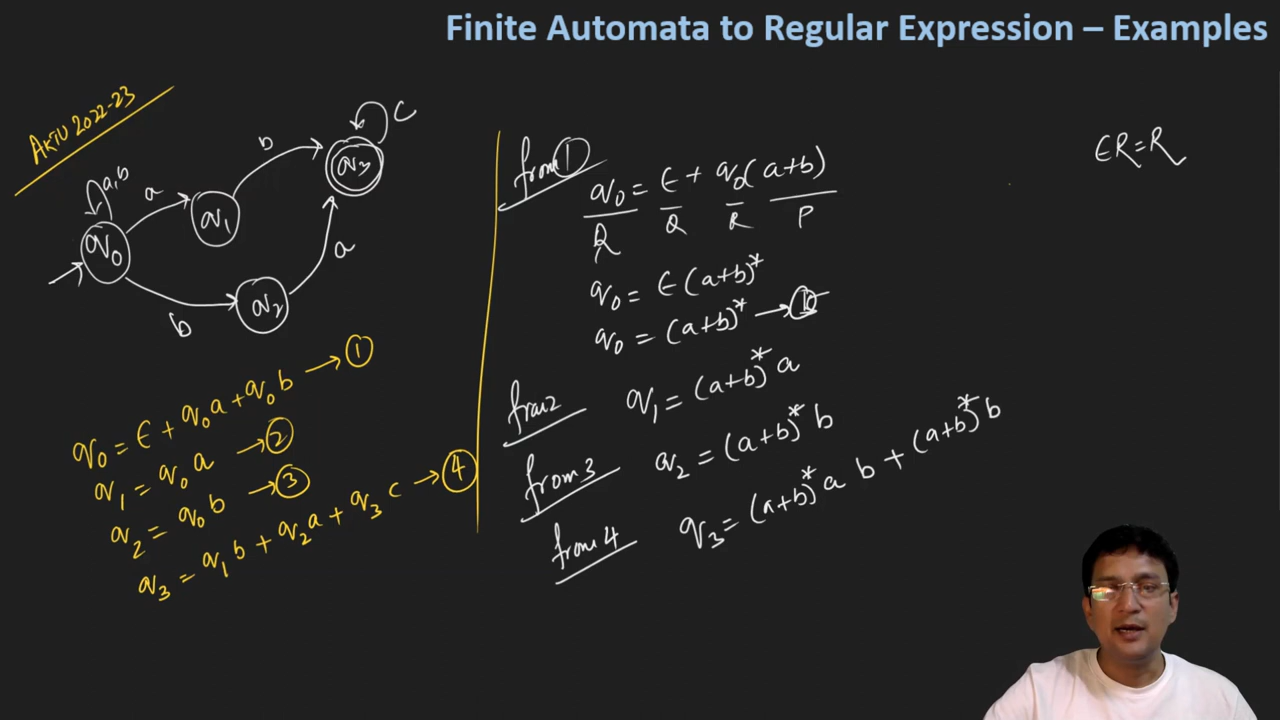 Finite Automata to Regular Expression – Examples
AKTU 2022-23
a,b
a
b
c
q0
q1
q2
q3
b
a
q0 = ϵ + q0a + q0b → ①
q1 = q0a → ②
q2 = q0b → ③
q3 = q1b + q2a + q3c → ④
from ①
q0 = ϵ + q0(a+b)
R Q R P
q0 = ϵ(a+b)*
q0 = (a+b)* →
from 2 q1 = (a+b)* a
from 3 q2 = (a+b)* b
from 4 q3 = (a+b)* a b + (a+b)* b
ϵR = R